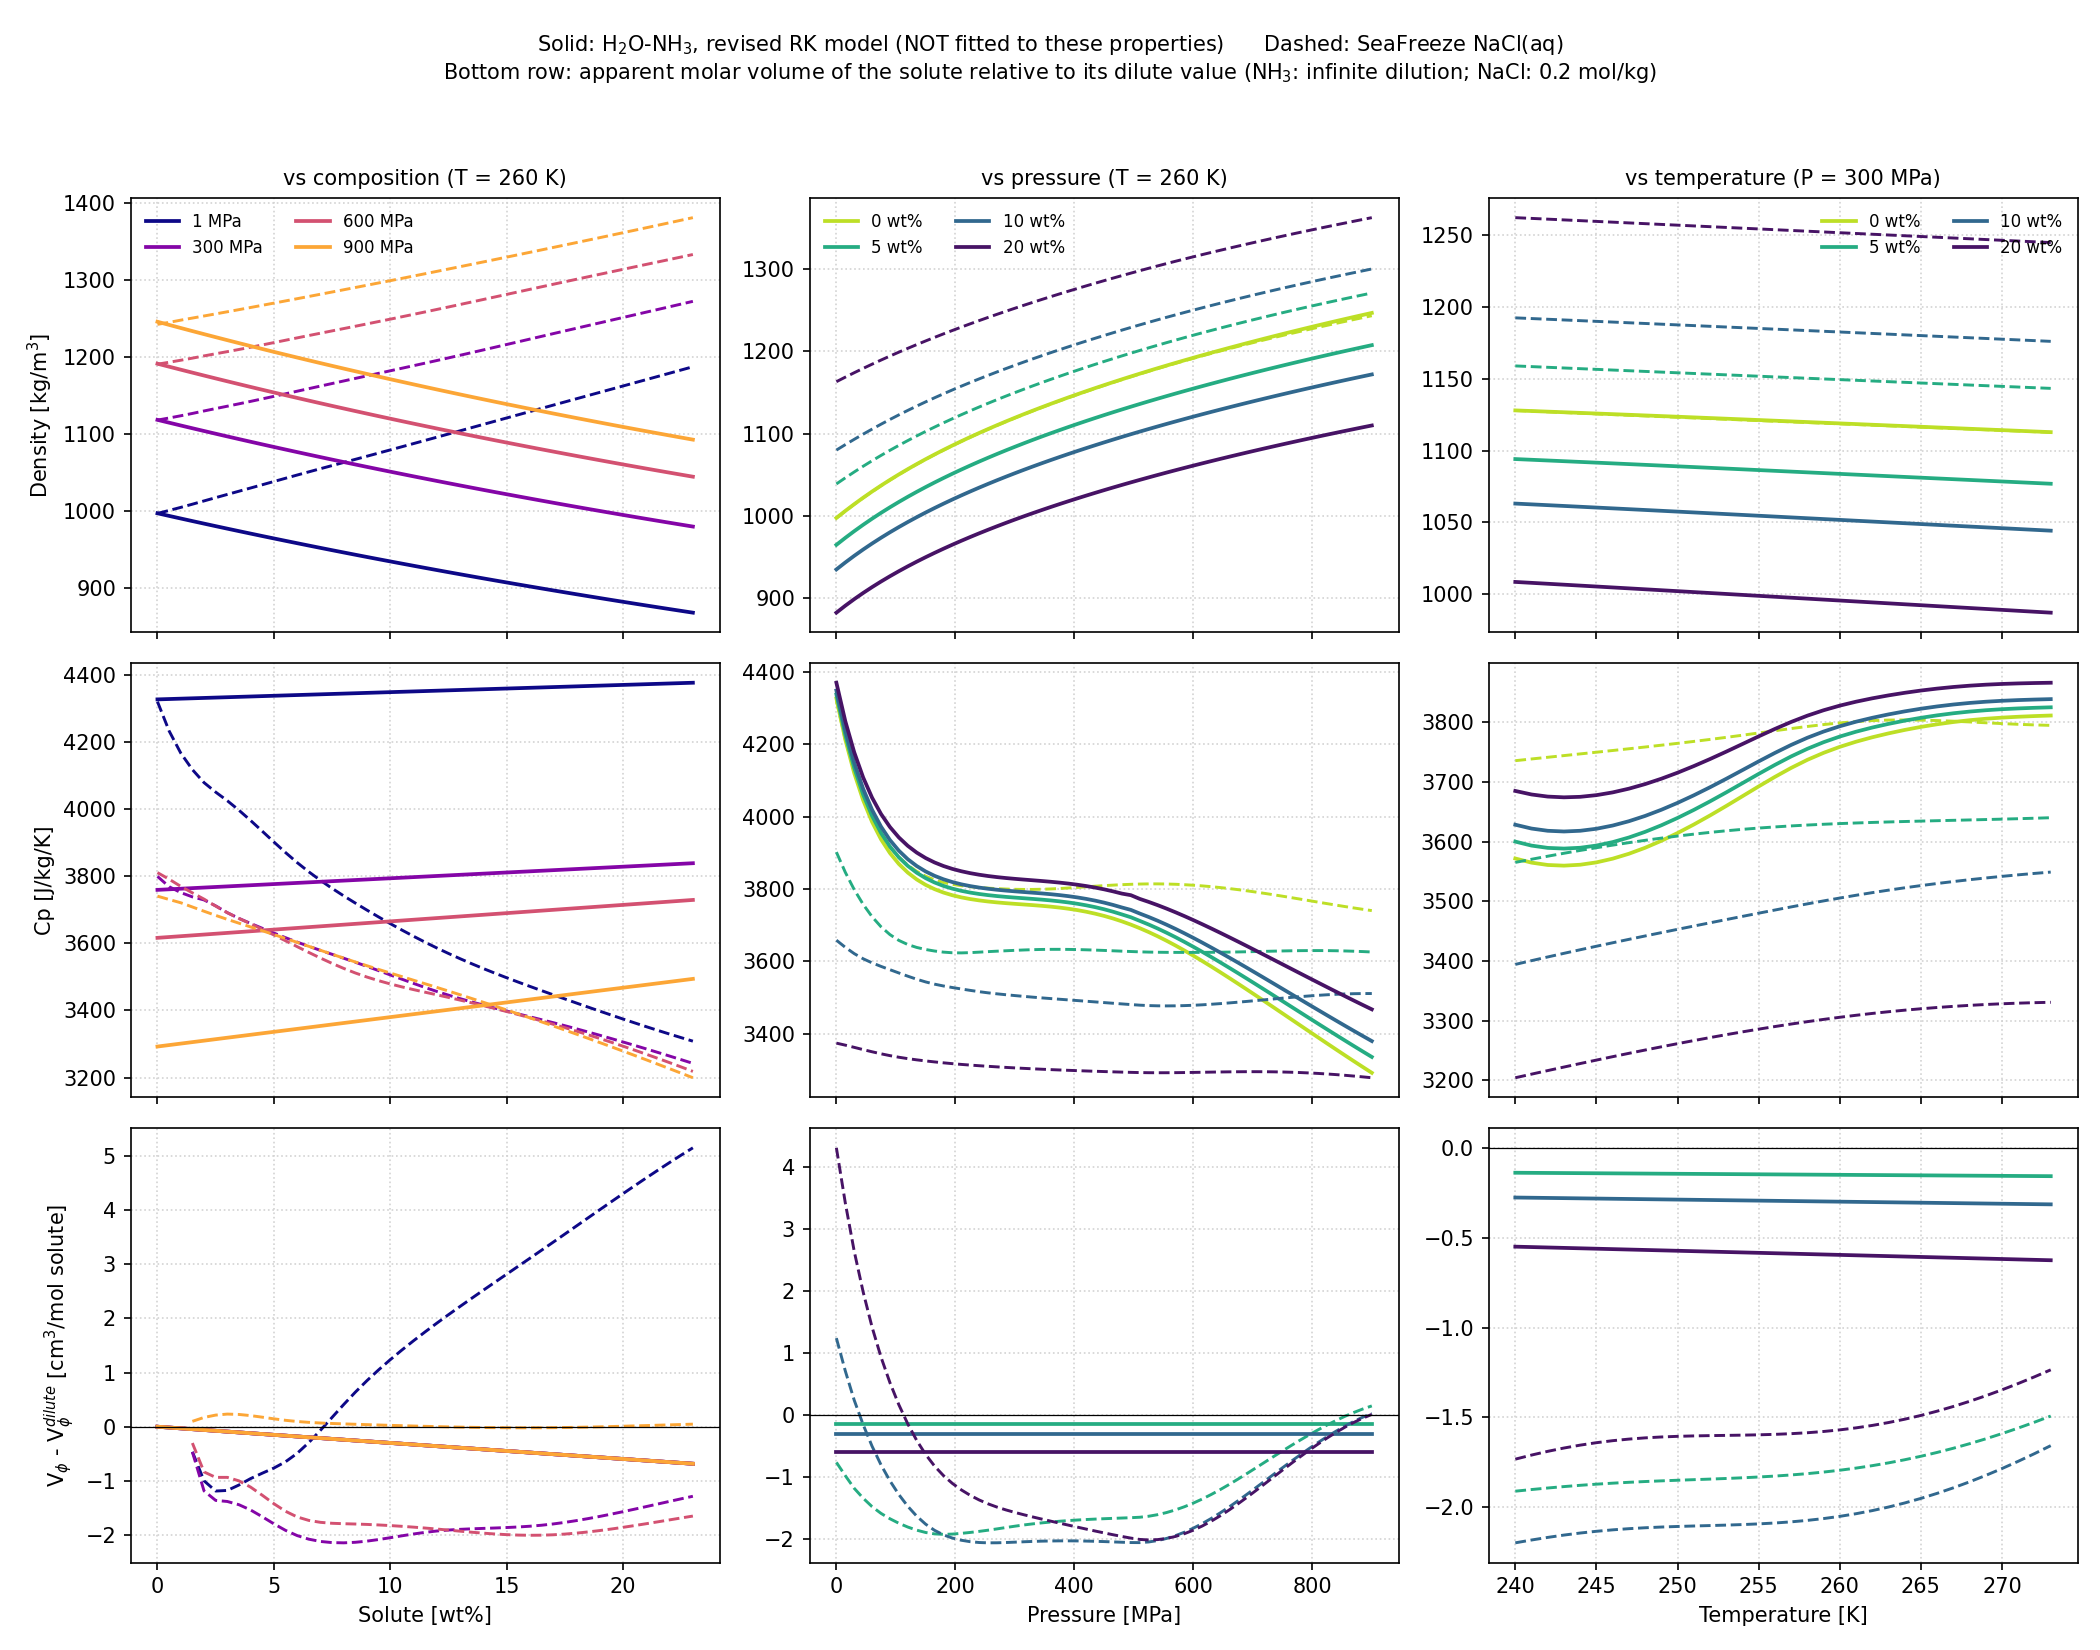 Solid: H₂O-NH₃, revised RK model (NOT fitted to these properties) Dashed: SeaFreeze NaCl(aq)
Bottom row: apparent molar volume of the solute relative to its dilute value (NH₃: infinite dilution; NaCl: 0.2 mol/kg)
vs composition (T = 260 K)
vs pressure (T = 260 K)
vs temperature (P = 300 MPa)
Density [kg/m³]
1400
1300
1200
1100
1000
900
1 MPa 600 MPa
300 MPa 900 MPa
1300
1200
1100
1000
900
0 wt% 10 wt%
5 wt% 20 wt%
1250
1200
1150
1100
1050
1000
0 wt% 10 wt%
5 wt% 20 wt%
Cp [J/kg/K]
4400
4200
4000
3800
3600
3400
3200
4400
4200
4000
3800
3600
3400
3800
3700
3600
3500
3400
3300
3200
V_ϕ - V_ϕ^dilute [cm³/mol solute]
5
4
3
2
1
0
−1
−2
0 5 10 15 20
Solute [wt%]
4
3
2
1
0
−1
−2
0 200 400 600 800
Pressure [MPa]
0.0
−0.5
−1.0
−1.5
−2.0
240 245 250 255 260 265 270
Temperature [K]